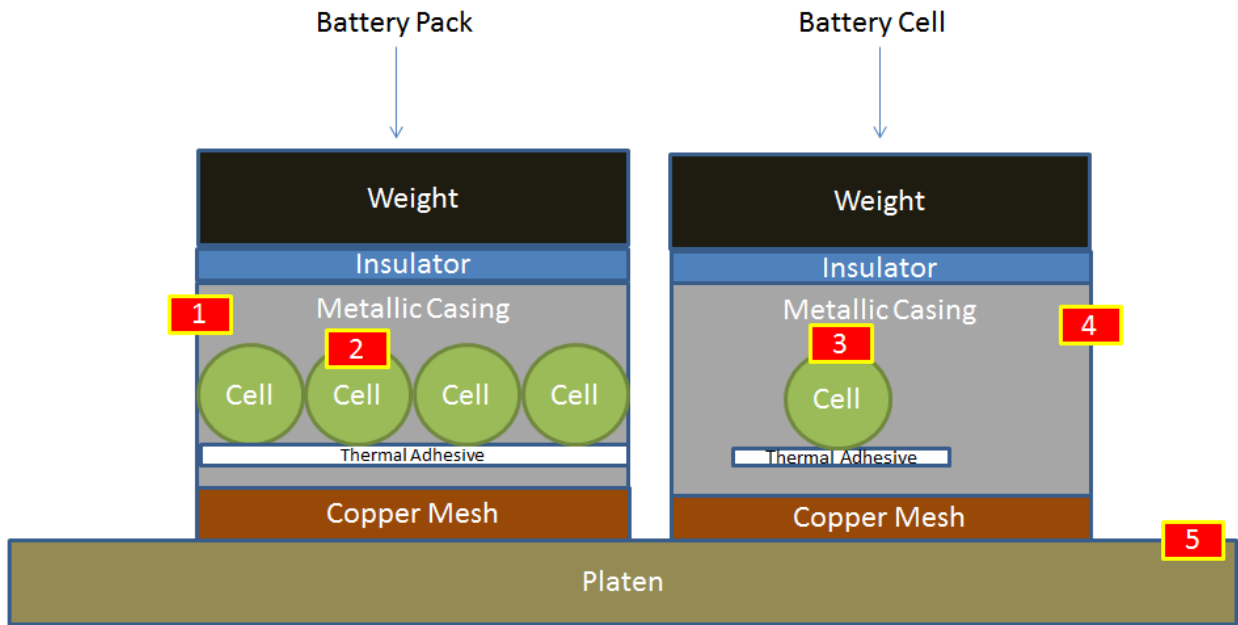 Battery Pack
Battery Cell
Weight
Weight
Insulator
Insulator
1
Metallic Casing
Metallic Casing
4
2
3
Cell
Cell
Cell
Cell
Cell
Thermal Adhesive
Thermal Adhesive
Copper Mesh
Copper Mesh
5
Platen